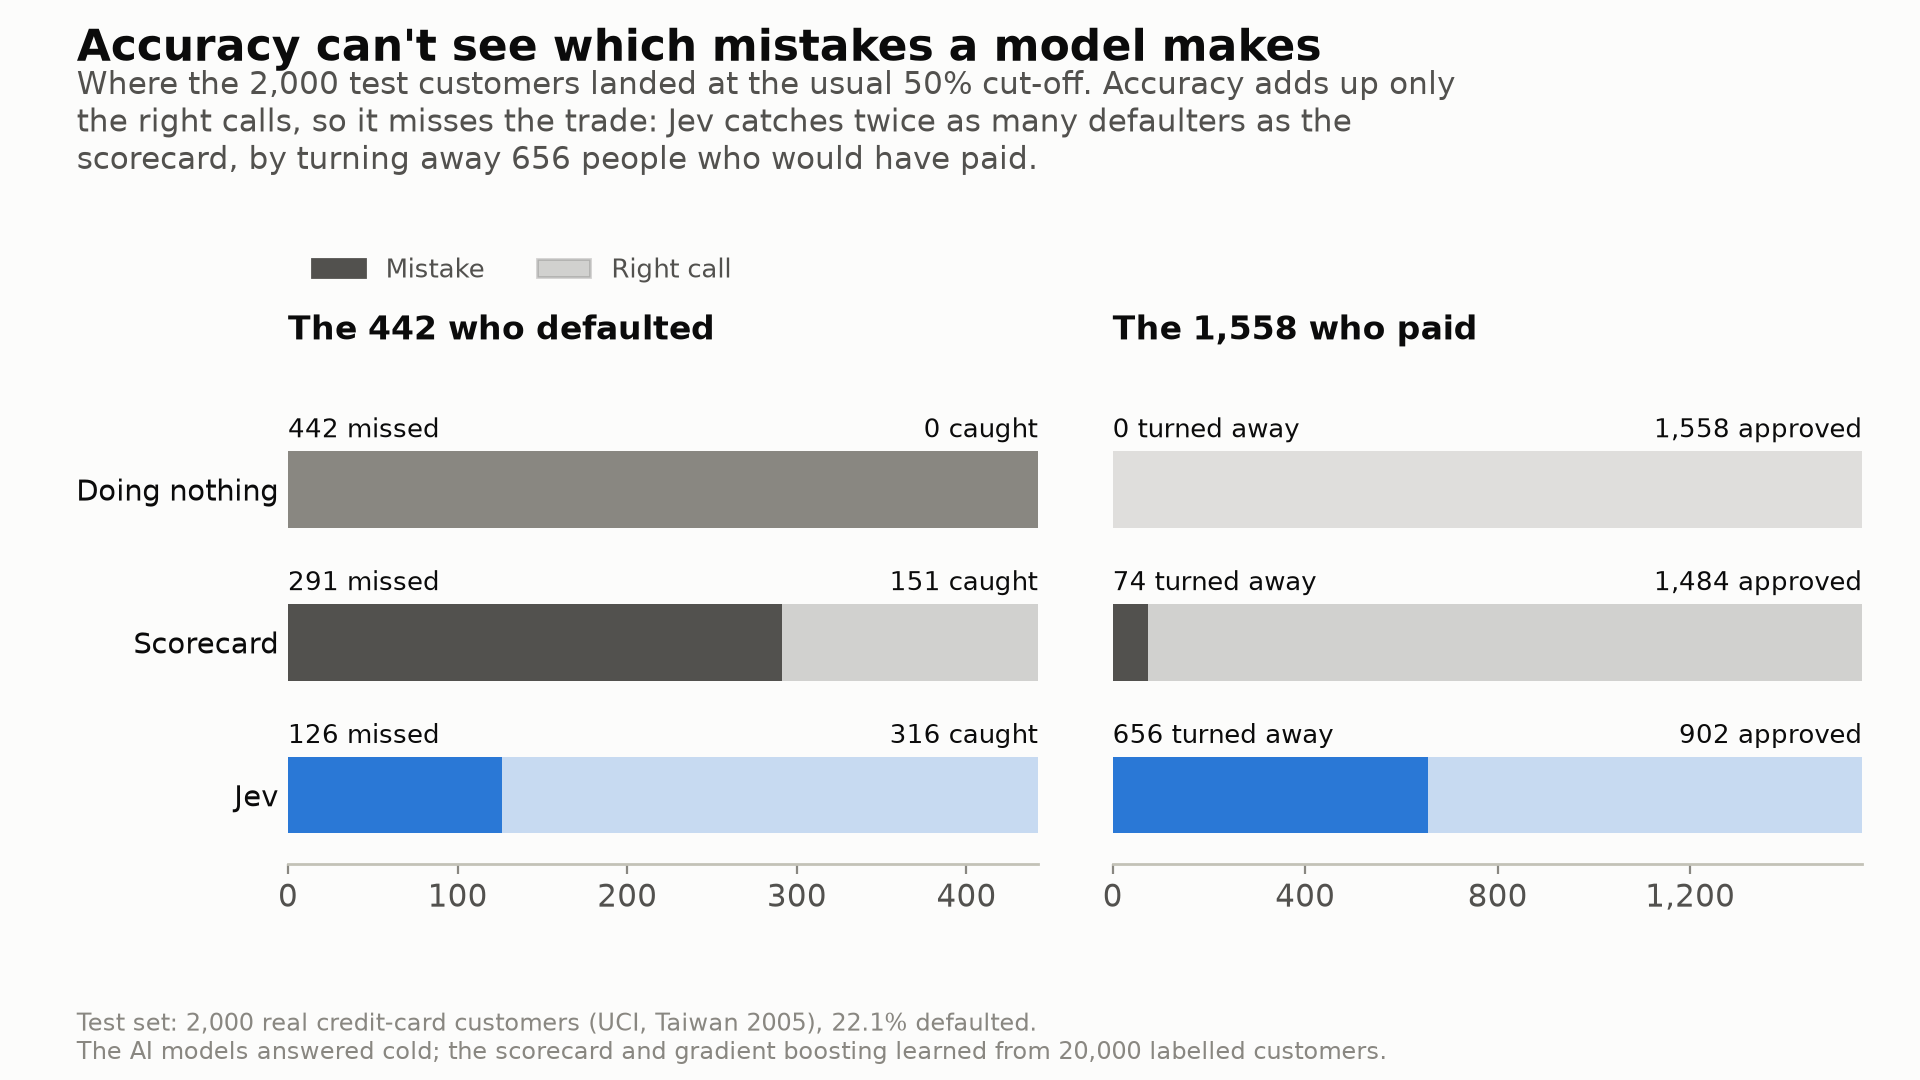 Accuracy can't see which mistakes a model makes
Where the 2,000 test customers landed at the usual 50% cut-off. Accuracy adds up only
the right calls, so it misses the trade: Jev catches twice as many defaulters as the
scorecard, by turning away 656 people who would have paid.
Mistake Right call
The 442 who defaulted The 1,558 who paid
442 missed 0 caught 0 turned away 1,558 approved
Doing nothing
291 missed 151 caught 74 turned away 1,484 approved
Scorecard
126 missed 316 caught 656 turned away 902 approved
Jev
0 100 200 300 400 0 400 800 1,200
Test set: 2,000 real credit-card customers (UCI, Taiwan 2005), 22.1% defaulted.
The AI models answered cold; the scorecard and gradient boosting learned from 20,000 labelled customers.